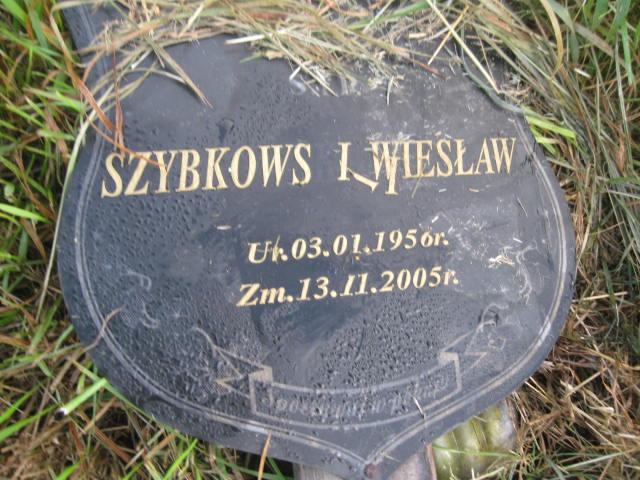 SZYBKOWS I WIESŁAW
Ur.03.01.1956r.
Zm.13.11.2005r.